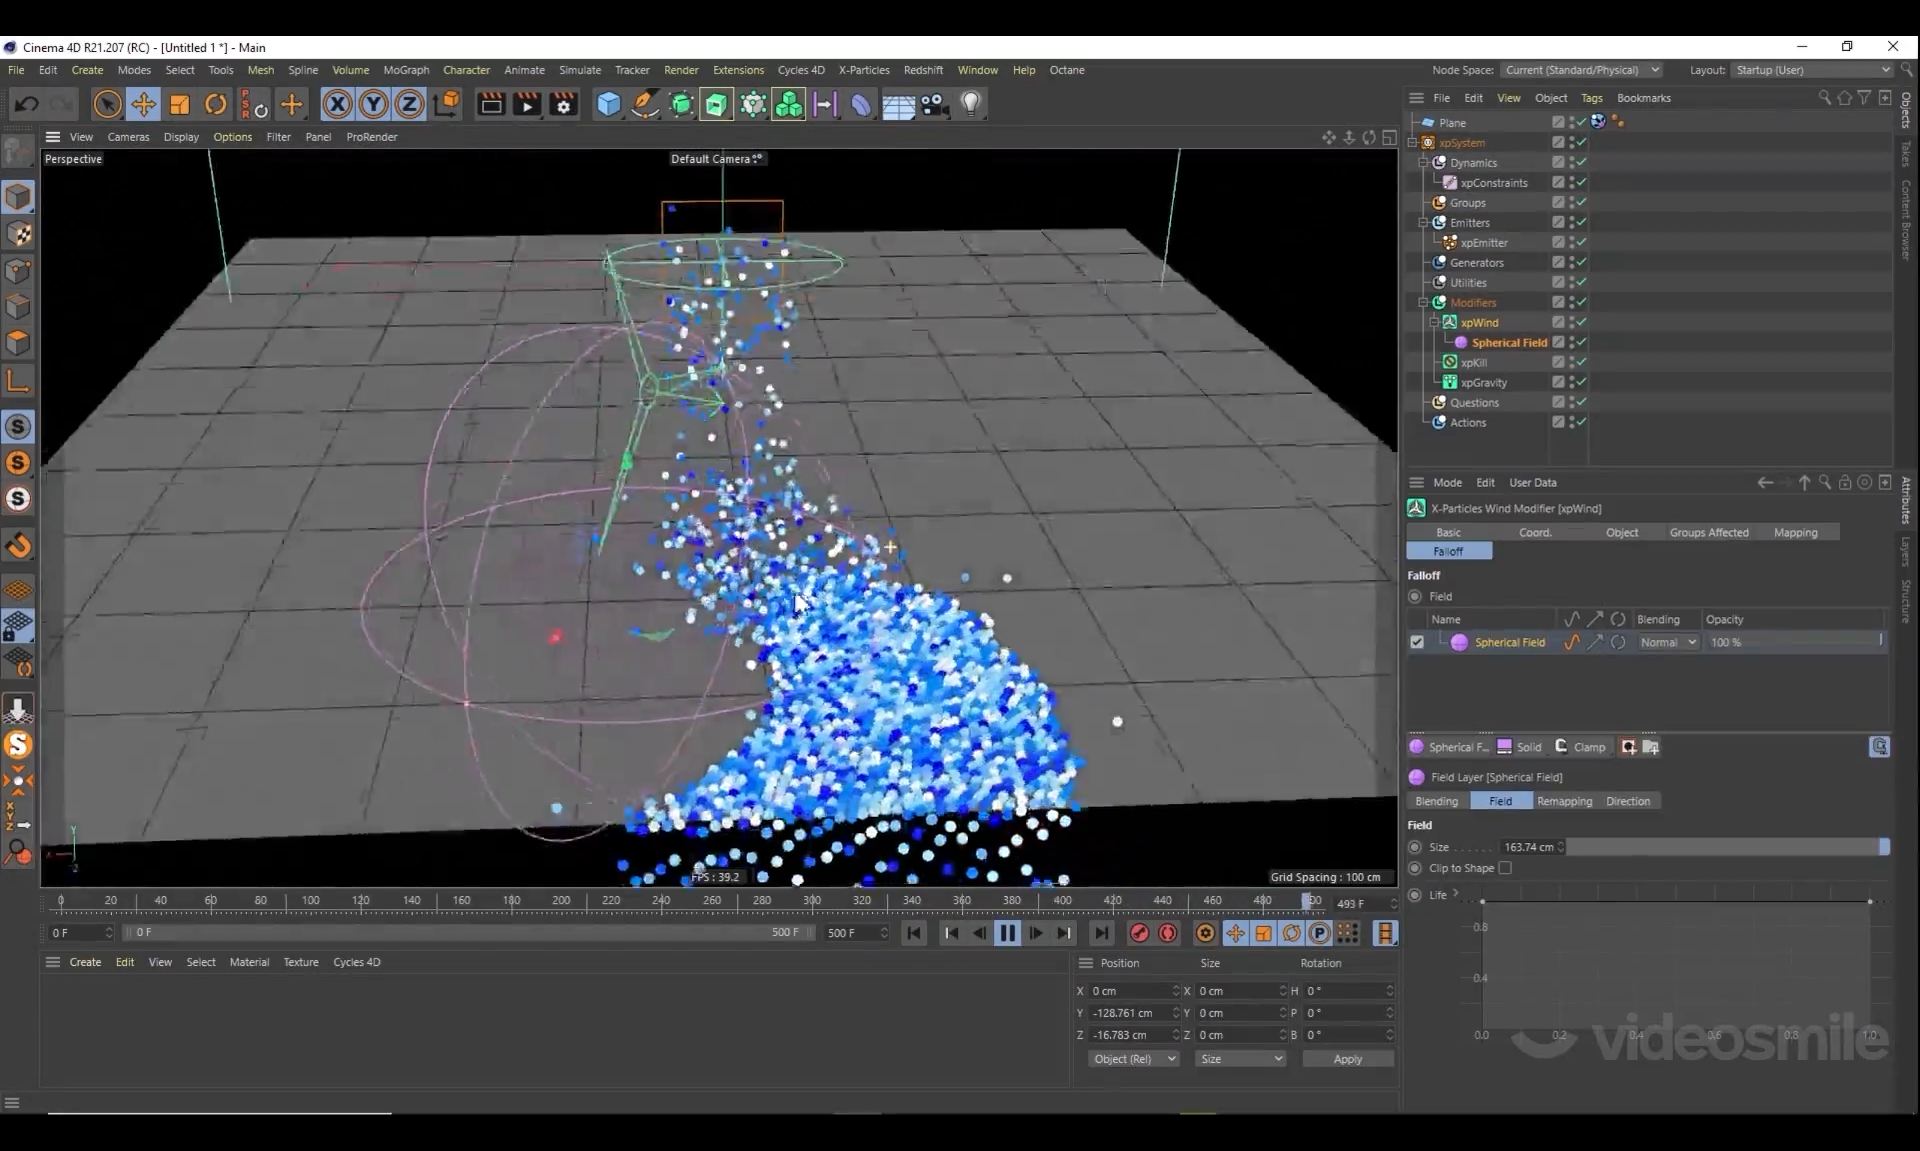 Cinema 4D R21.207 (RC) - [Untitled 1 *] - Main
File Edit Create Modes Select Tools Mesh Spline Volume MoGraph Character Animate Simulate Tracker Render Extensions Cycles 4D X-Particles Redshift Window Help Octane
Node Space: Current (Standard/Physical) Layout: Startup (User)
PSR X Y Z
File Edit View Object Tags Bookmarks
View Cameras Display Options Filter Panel ProRender
Perspective
Default Camera
Plane
xpSystem
Dynamics
xpConstraints
Groups
Emitters
xpEmitter
Generators
Utilities
Modifiers
xpWind
Spherical Field
xpKill
xpGravity
Questions
Actions
Objects
Takes
Content Browser
Attributes
Layers
Structure
Mode Edit User Data
X-Particles Wind Modifier [xpWind]
Basic Coord. Object Groups Affected Mapping
Falloff
Falloff
Field
Name Blending Opacity
Spherical Field Normal 100 %
Spherical F... Solid Clamp
Field Layer [Spherical Field]
Blending Field Remapping Direction
Field
Size 163.74 cm
Clip to Shape
Life
0.8
0.4
0.0 0.2 0.4 0.6 0.8 1.0
videosmile
FPS : 39.2
Grid Spacing : 100 cm
0 20 40 60 80 100 120 140 160 180 200 220 240 260 280 300 320 340 360 380 400 420 440 460 480 493 F
0 F 0 F 500 F 500 F
Create Edit View Select Material Texture Cycles 4D
Position Size Rotation
X 0 cm X 0 cm H 0 °
Y -128.761 cm Y 0 cm P 0 °
Z -16.783 cm Z 0 cm B 0 °
Object (Rel) Size Apply